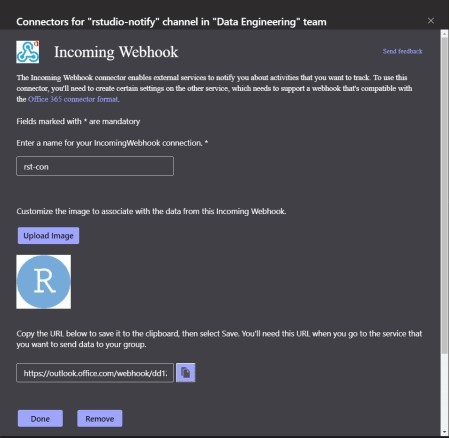 Connectors for "rstudio-notify" channel in "Data Engineering" team
Incoming Webhook
Send feedback
The Incoming Webhook connector enables external services to notify you about activities that you want to track. To use this
connector, you'll need to create certain settings on the other service, which needs to support a webhook that's compatible with
the Office 365 connector format.
Fields marked with * are mandatory
Enter a name for your IncomingWebhook connection. *
rst-con
Customize the image to associate with the data from this Incoming Webhook.
Upload Image
R
Copy the URL below to save it to the clipboard, then select Save. You'll need this URL when you go to the service that
you want to send data to your group.
https://outlook.office.com/webhook/dd1
Done
Remove